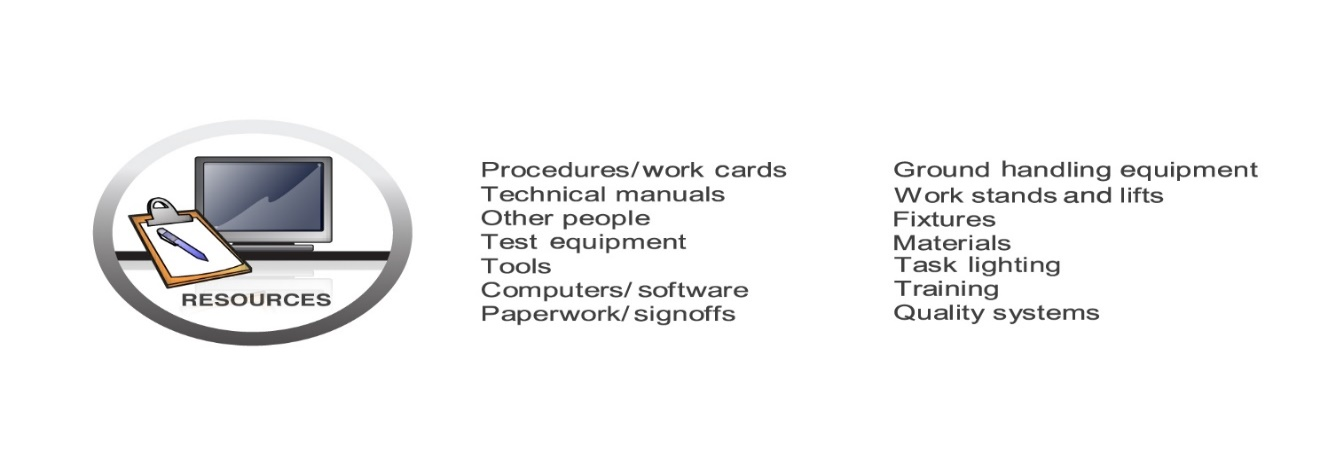 RESOURCES
Procedures/work cards
Technical manuals
Other people
Test equipment
Tools
Computers/ software
Paperwork/ signoffs
Ground handling equipment
Work stands and lifts
Fixtures
Materials
Task lighting
Training
Quality systems